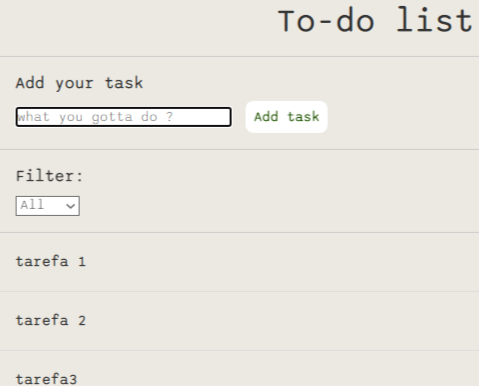 To-do list
Add your task
what you gotta do ?
Add task
Filter:
All
tarefa 1
tarefa 2
tarefa3